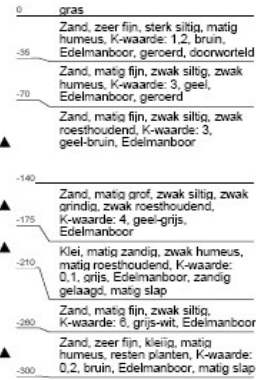 0 gras
Zand, zeer fijn, sterk siltig, matig
humeus, K-waarde: 1,2, bruin,
-35 Edelmanboor, geroerd, doorworteld
Zand, matig fijn, zwak siltig, zwak
humeus, K-waarde: 3, geel,
-70 Edelmanboor, geroerd
Zand, matig fijn, zwak siltig, zwak
roesthoudend, K-waarde: 3,
geel-bruin, Edelmanboor
-140
Zand, matig grof, zwak siltig, zwak
grindig, zwak roesthoudend,
-175 K-waarde: 4, geel-grijs,
Edelmanboor
Klei, matig zandig, zwak humeus,
-210 matig roesthoudend, K-waarde:
0,1, grijs, Edelmanboor, zandig
gelaagd, matig slap
Zand, matig fijn, zwak siltig,
-260 K-waarde: 6, grijs-wit, Edelmanboor
Zand, zeer fijn, kleiig, matig
humeus, resten planten, K-waarde:
-300 0,2, bruin, Edelmanboor, matig slap